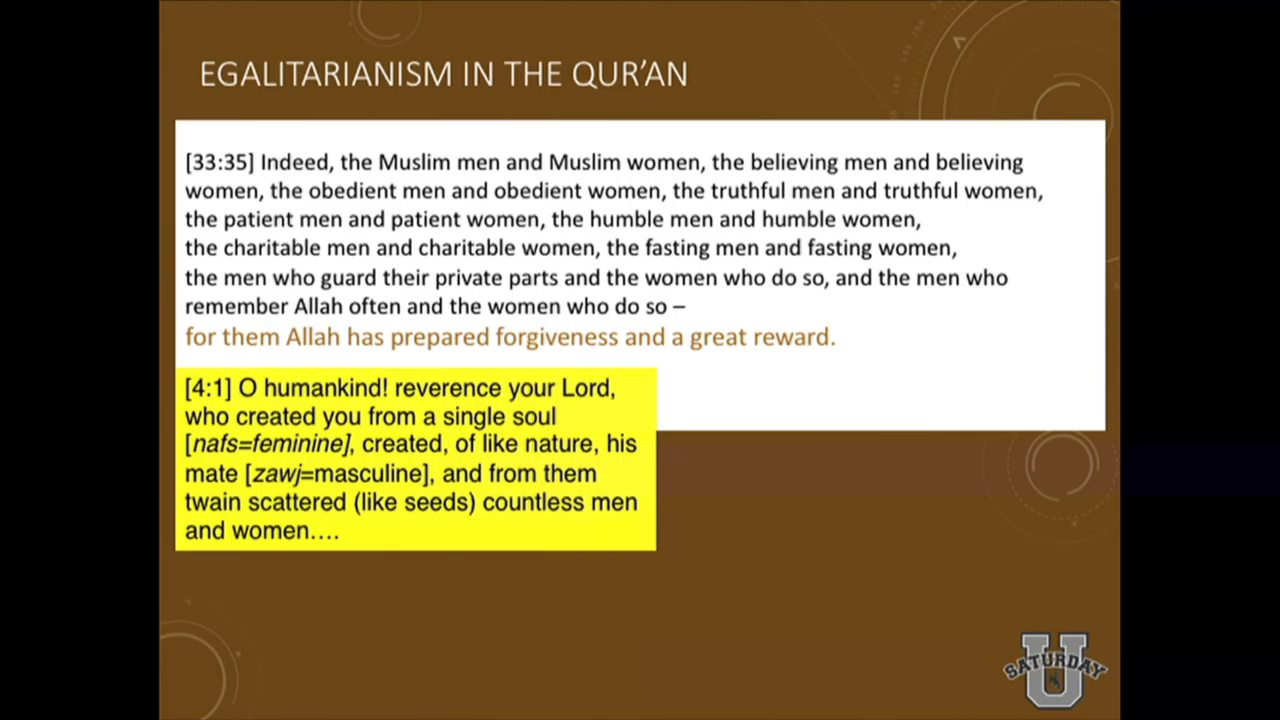 EGALITARIANISM IN THE QUR’AN
[33:35] Indeed, the Muslim men and Muslim women, the believing men and believing
women, the obedient men and obedient women, the truthful men and truthful women,
the patient men and patient women, the humble men and humble women,
the charitable men and charitable women, the fasting men and fasting women,
the men who guard their private parts and the women who do so, and the men who
remember Allah often and the women who do so –
for them Allah has prepared forgiveness and a great reward.
[4:1] O humankind! reverence your Lord,
who created you from a single soul
[nafs=feminine], created, of like nature, his
mate [zawj=masculine], and from them
twain scattered (like seeds) countless men
and women….
SATURDAY
U